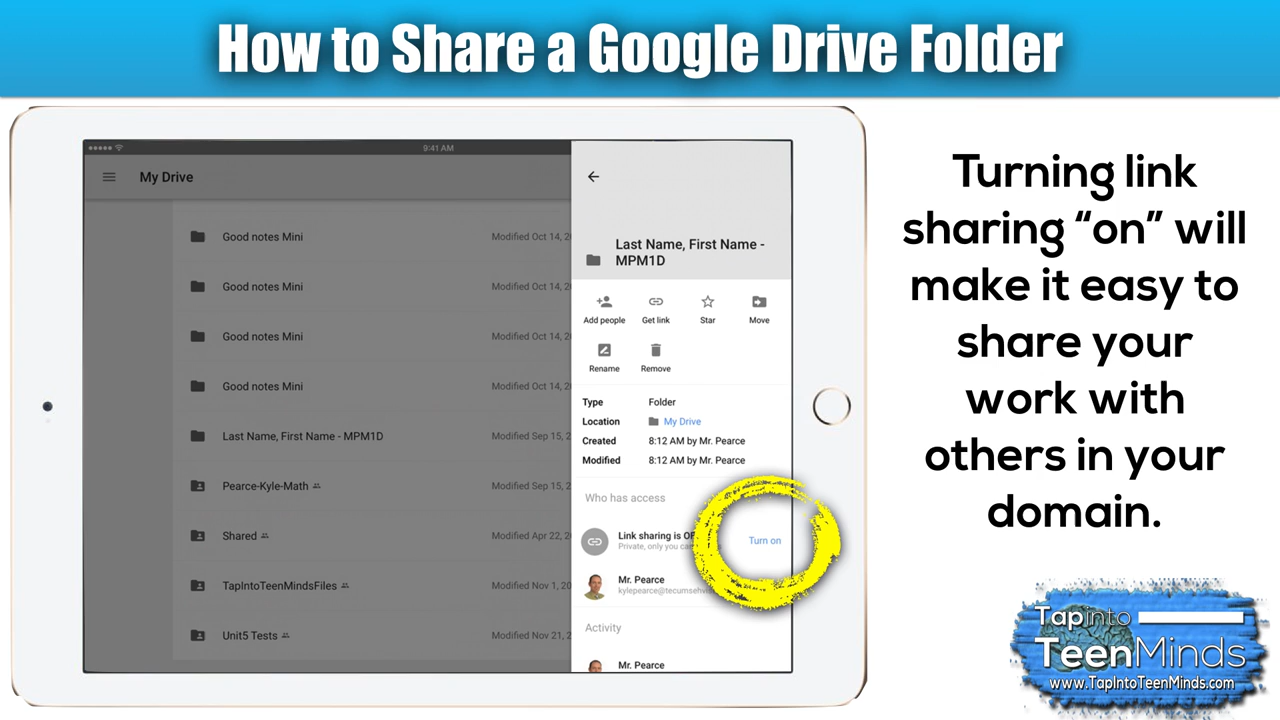 How to Share a Google Drive Folder
9:41 AM
My Drive
Good notes Mini Modified Oct 14,
Good notes Mini Modified Oct 14,
Good notes Mini Modified Oct 14,
Good notes Mini Modified Oct 14,
Last Name, First Name - MPM1D Modified Sep 15,
Pearce-Kyle-Math Modified Sep 15,
Shared Modified Apr 22,
TapIntoTeenMindsFiles Modified Nov 1,
Unit5 Tests Modified Nov 21,
Last Name, First Name -
MPM1D
Add people Get link Star Move
Rename Remove
Type Folder
Location My Drive
Created 8:12 AM by Mr. Pearce
Modified 8:12 AM by Mr. Pearce
Who has access
Link sharing is Turn on
Private, only you
Mr. Pearce
Activity
Mr. Pearce
Turning link
sharing “on” will
make it easy to
share your
work with
others in your
domain.
Tap into
TeenMinds
www.TapIntoTeenMinds.com